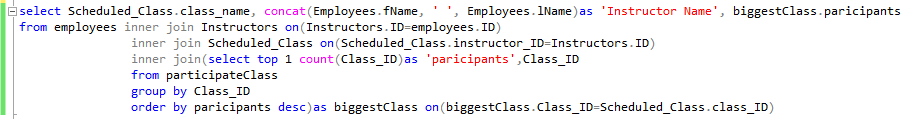 select Scheduled_Class.class_name, concat(Employees.fName, ' ', Employees.lName)as 'Instructor Name', biggestClass.paricipants
from employees inner join Instructors on(Instructors.ID=employees.ID)
inner join Scheduled_Class on(Scheduled_Class.instructor_ID=Instructors.ID)
inner join(select top 1 count(Class_ID)as 'paricipants',Class_ID
from participateClass
group by Class_ID
order by paricipants desc)as biggestClass on(biggestClass.Class_ID=Scheduled_Class.class_ID)